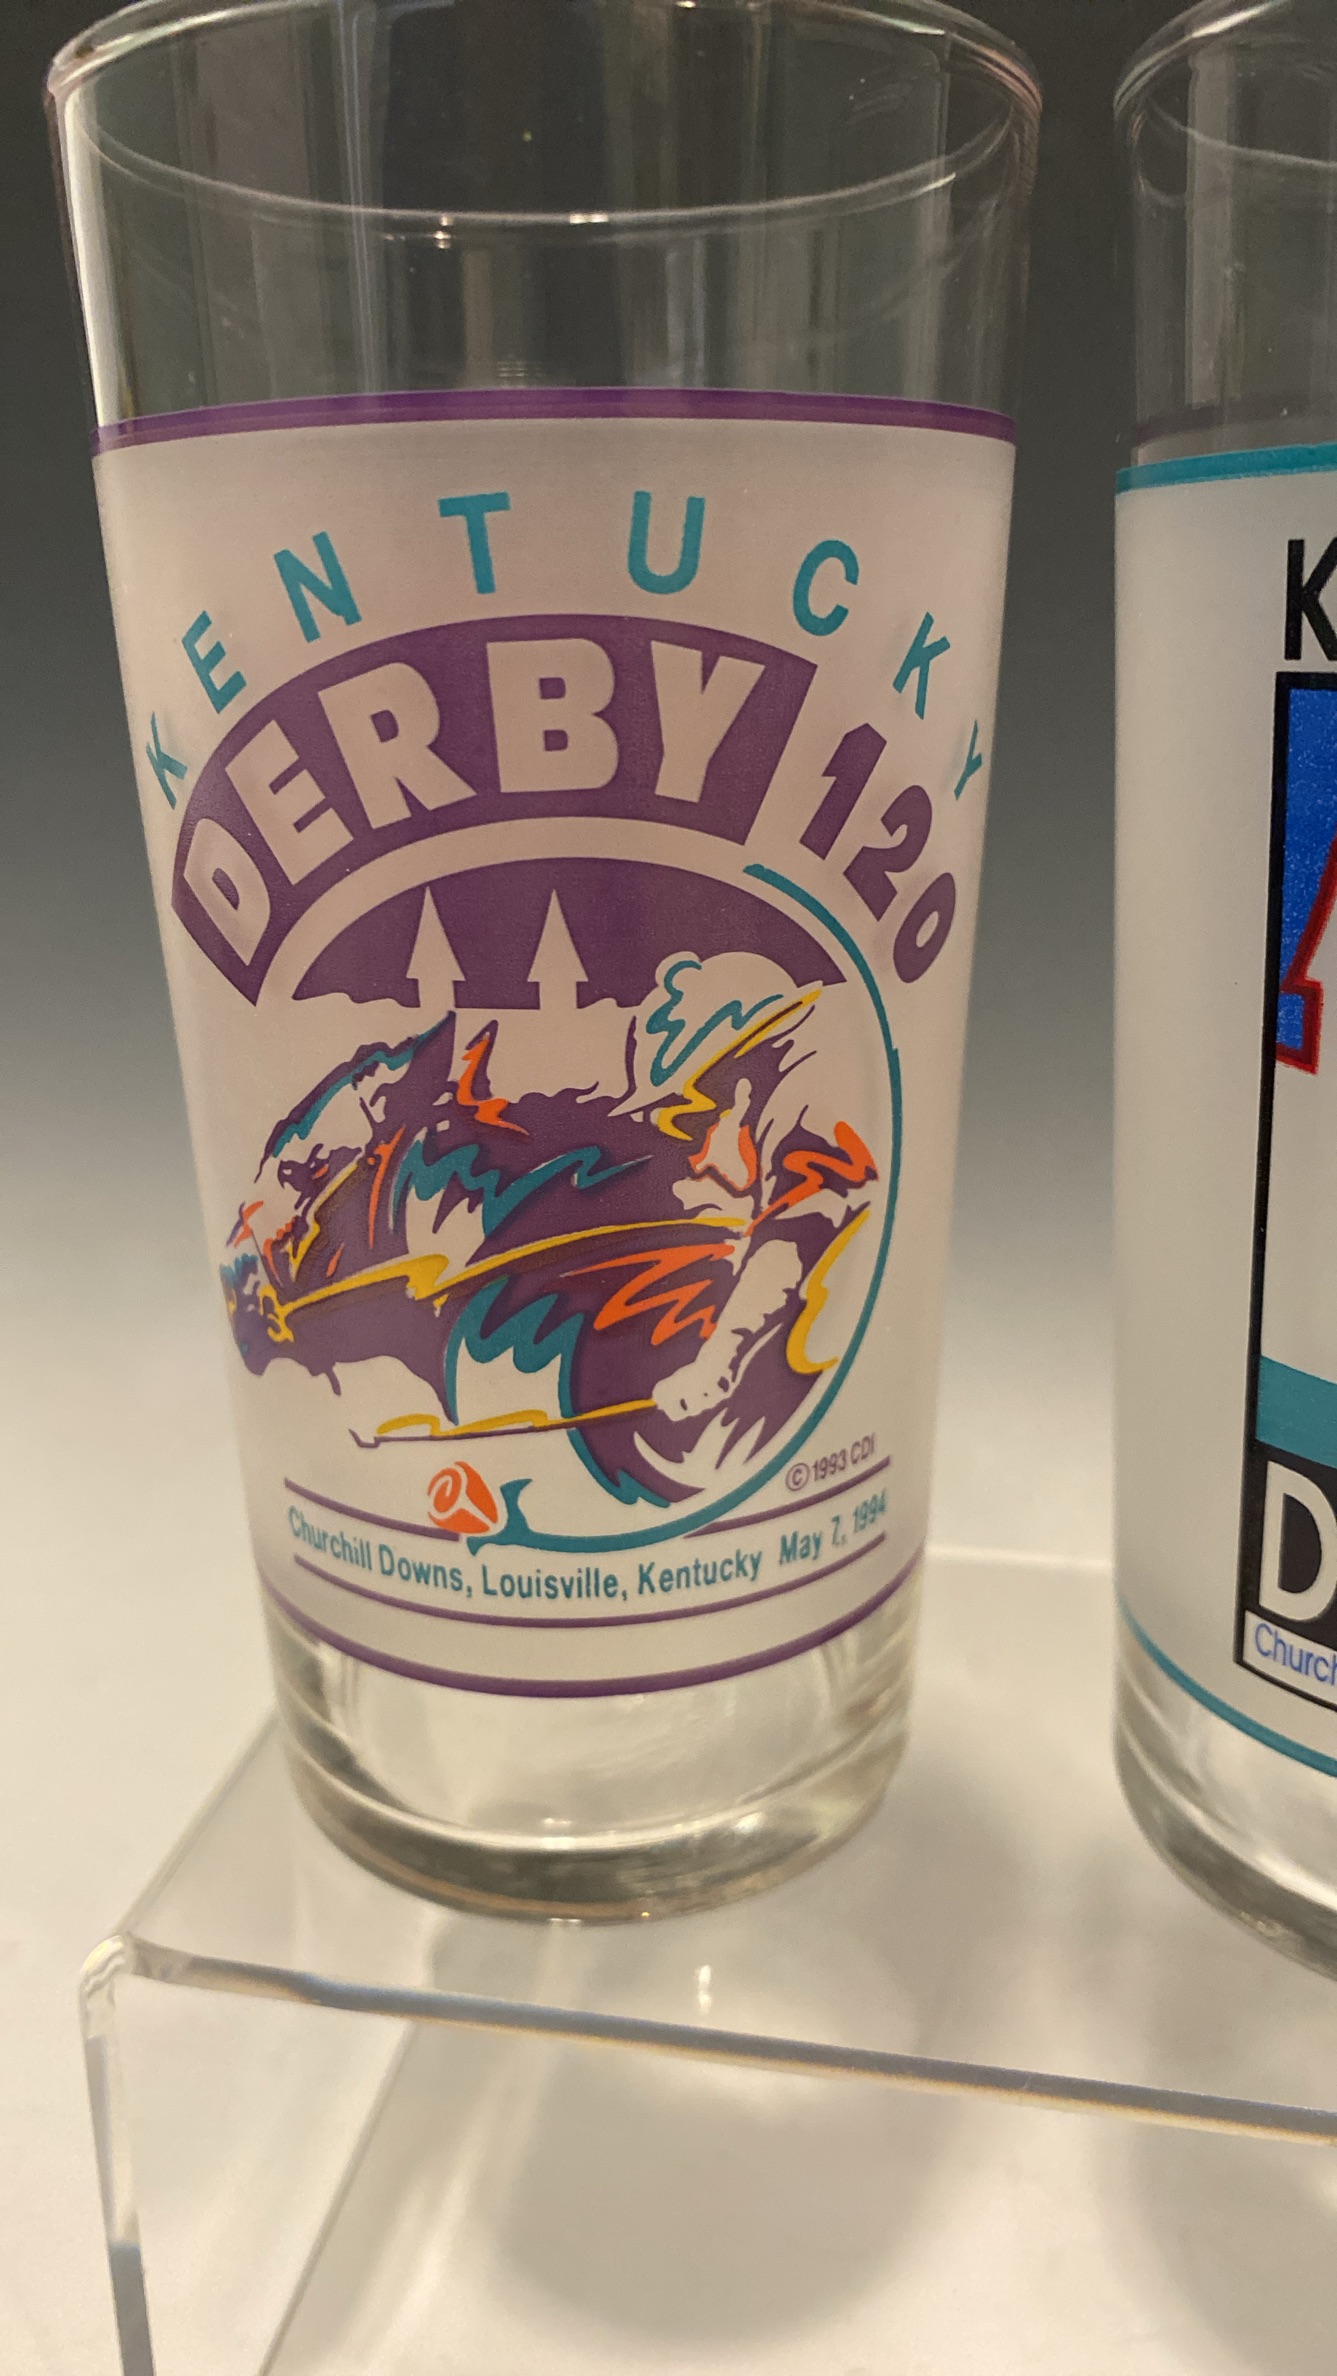 KENTUCKY
DERBY 120
© 1993 CDI
Churchill Downs, Louisville, Kentucky May 7, 1994
K
D
Church